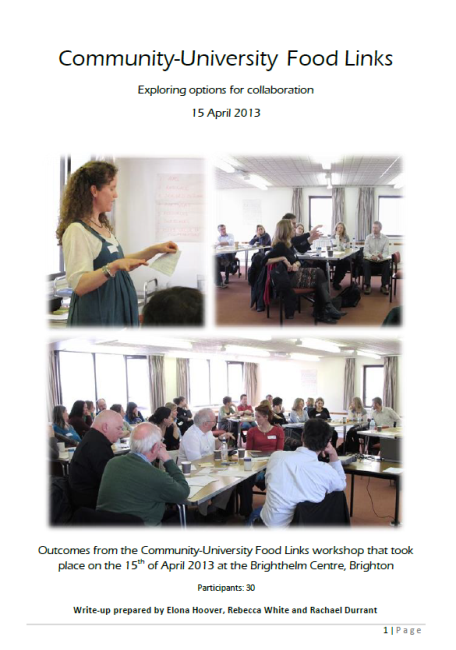 Community-University Food Links
Exploring options for collaboration
15 April 2013
Outcomes from the Community-University Food Links workshop that took
place on the 15th of April 2013 at the Brighthelm Centre, Brighton
Participants: 30
Write-up prepared by Elona Hoover, Rebecca White and Rachael Durrant
1 | Page